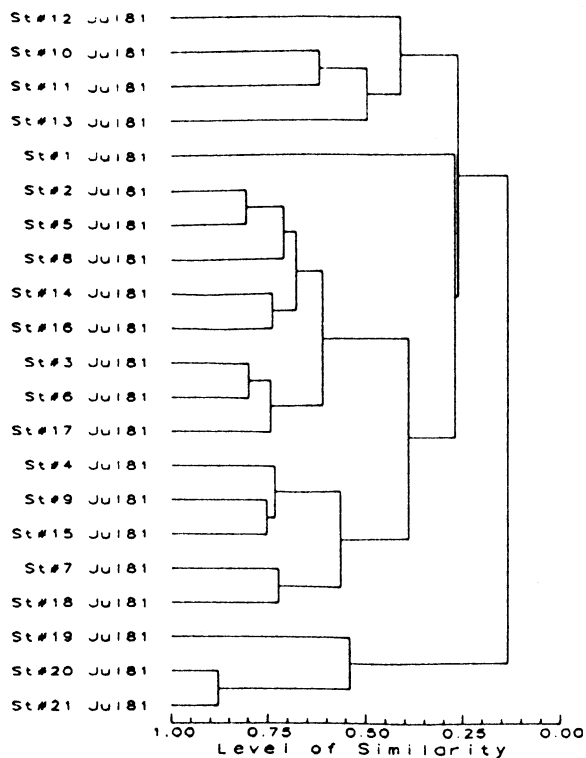 St#12 Jul81
St#10 Jul81
St#11 Jul81
St#13 Jul81
St#1 Jul81
St#2 Jul81
St#5 Jul81
St#8 Jul81
St#14 Jul81
St#16 Jul81
St#3 Jul81
St#6 Jul81
St#17 Jul81
St#4 Jul81
St#9 Jul81
St#15 Jul81
St#7 Jul81
St#18 Jul81
St#19 Jul81
St#20 Jul81
St#21 Jul81
1.00 0.75 0.50 0.25 0.00
Level of Similarity